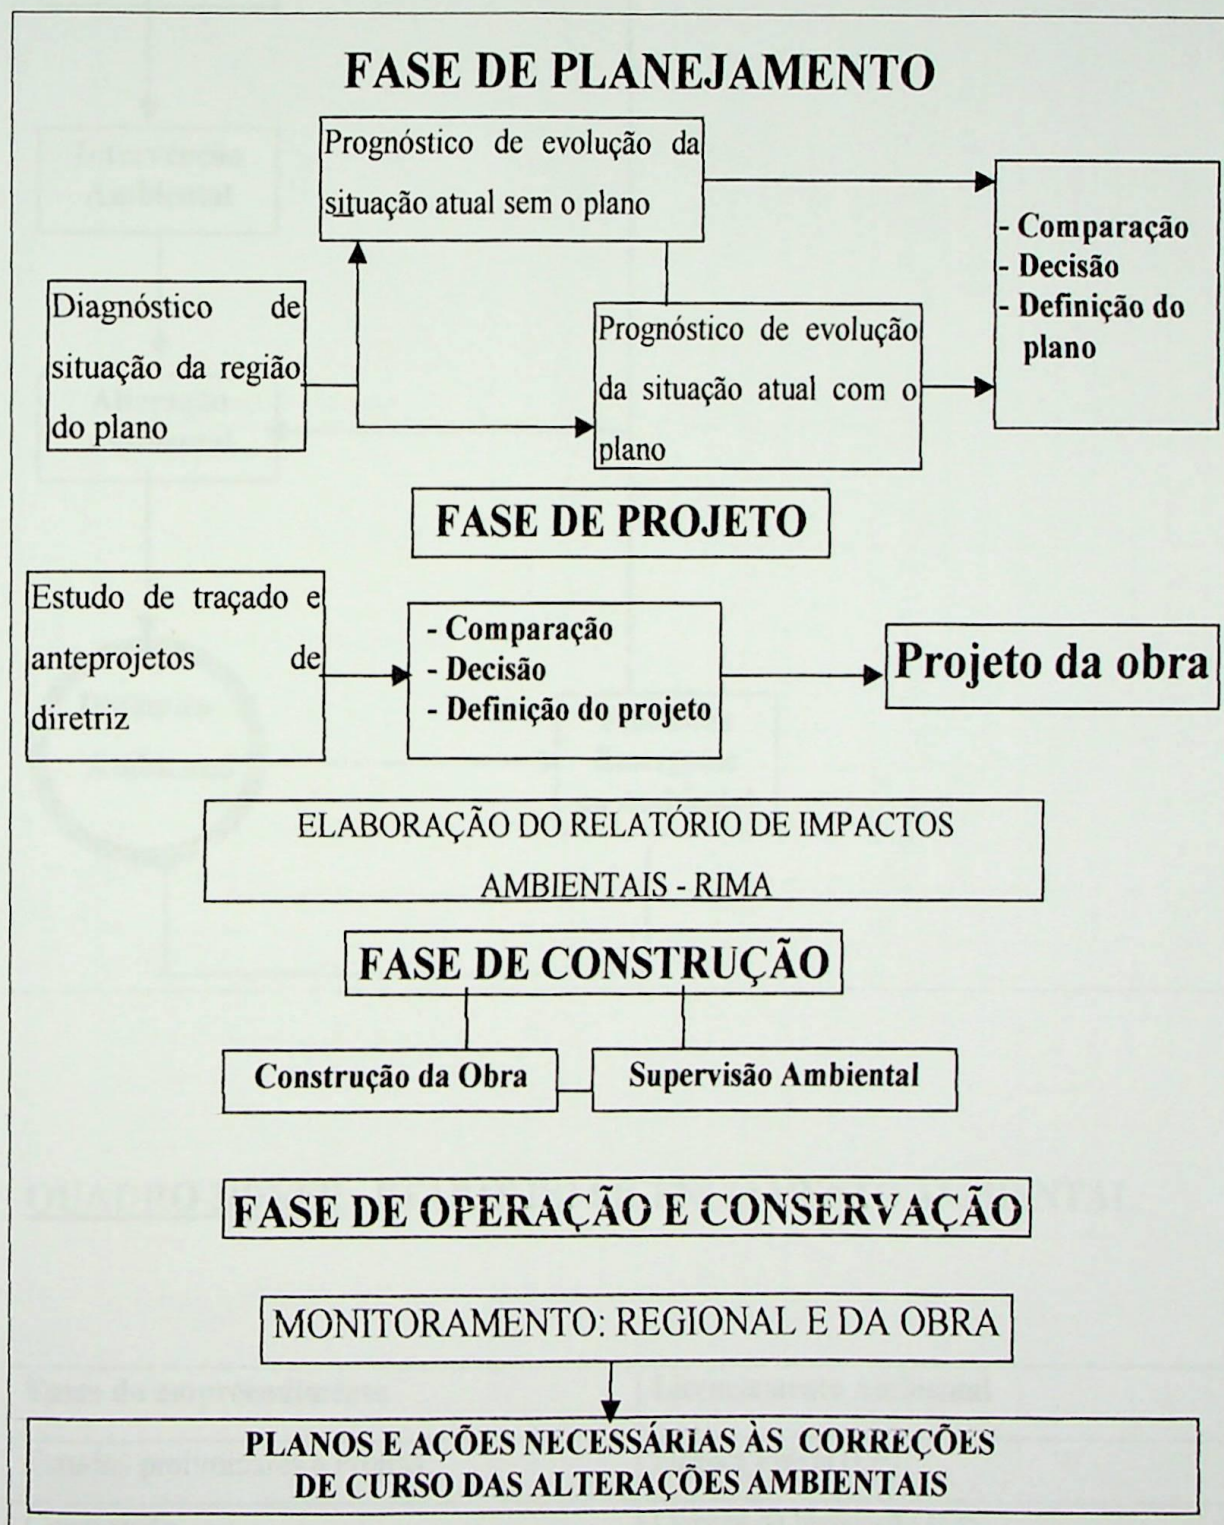 FASE DE PLANEJAMENTO
Prognóstico de evolução da
situação atual sem o plano
- Comparação
- Decisão
- Definição do
plano
Diagnóstico de
situação da região
do plano
Prognóstico de evolução
da situação atual com o
plano
FASE DE PROJETO
Estudo de traçado e
anteprojetos de
diretriz
- Comparação
- Decisão
- Definição do projeto
Projeto da obra
ELABORAÇÃO DO RELATÓRIO DE IMPACTOS
AMBIENTAIS - RIMA
FASE DE CONSTRUÇÃO
Construção da Obra
Supervisão Ambiental
FASE DE OPERAÇÃO E CONSERVAÇÃO
MONITORAMENTO: REGIONAL E DA OBRA
PLANOS E AÇÕES NECESSÁRIAS ÀS CORREÇÕES
DE CURSO DAS ALTERAÇÕES AMBIENTAIS